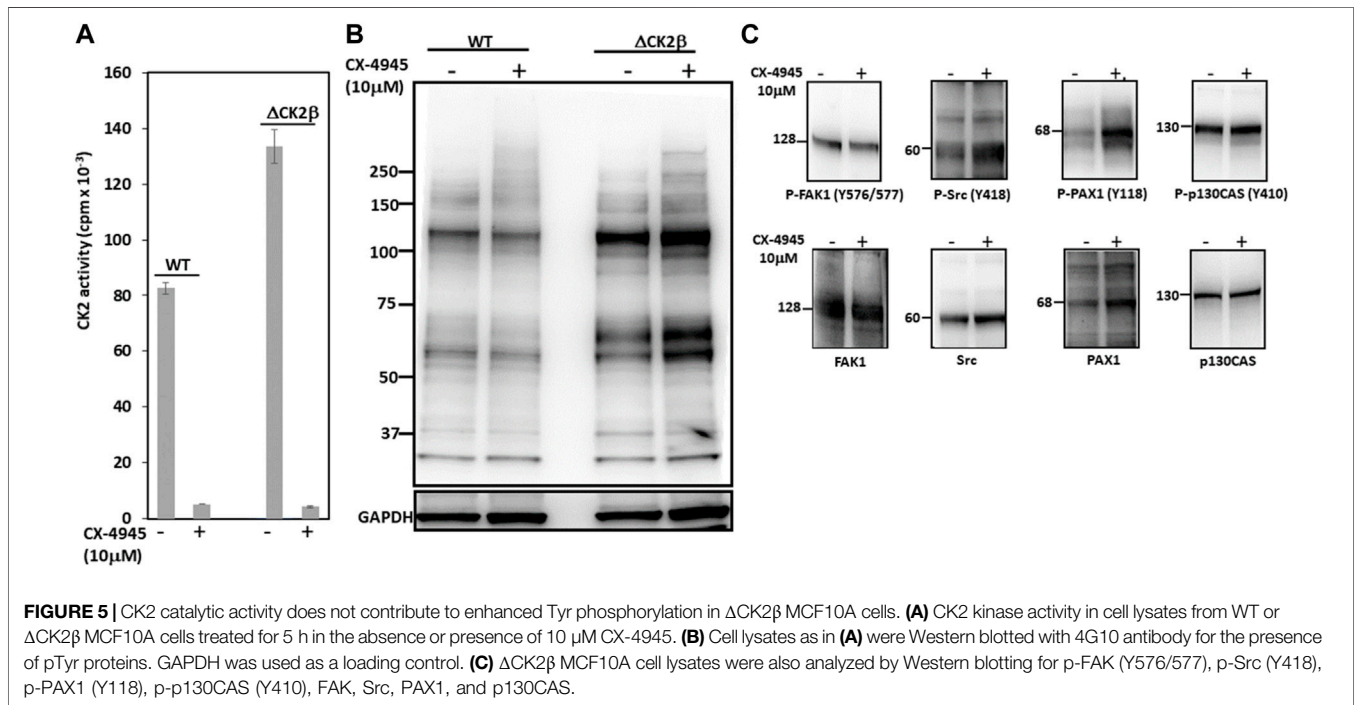 A
160
140
120
100
80
60
40
20
0
CK2 activity (cpm x 10⁻³)
WT
ΔCK2β
CX-4945
(10μM)
- + - +
B
WT ΔCK2β
CX-4945
(10μM)
- + - +
250
150
100
75
50
37
GAPDH
C
CX-4945
10μM
- + - + - + - +
128 60 68 130
P-FAK1 (Y576/577) P-Src (Y418) P-PAX1 (Y118) P-p130CAS (Y410)
CX-4945
10μM
- + - + - + - +
128 60 68 130
FAK1 Src PAX1 p130CAS
FIGURE 5 | CK2 catalytic activity does not contribute to enhanced Tyr phosphorylation in ΔCK2β MCF10A cells. (A) CK2 kinase activity in cell lysates from WT or
ΔCK2β MCF10A cells treated for 5 h in the absence or presence of 10 μM CX-4945. (B) Cell lysates as in (A) were Western blotted with 4G10 antibody for the presence
of pTyr proteins. GAPDH was used as a loading control. (C) ΔCK2β MCF10A cell lysates were also analyzed by Western blotting for p-FAK (Y576/577), p-Src (Y418),
p-PAX1 (Y118), p-p130CAS (Y410), FAK, Src, PAX1, and p130CAS.